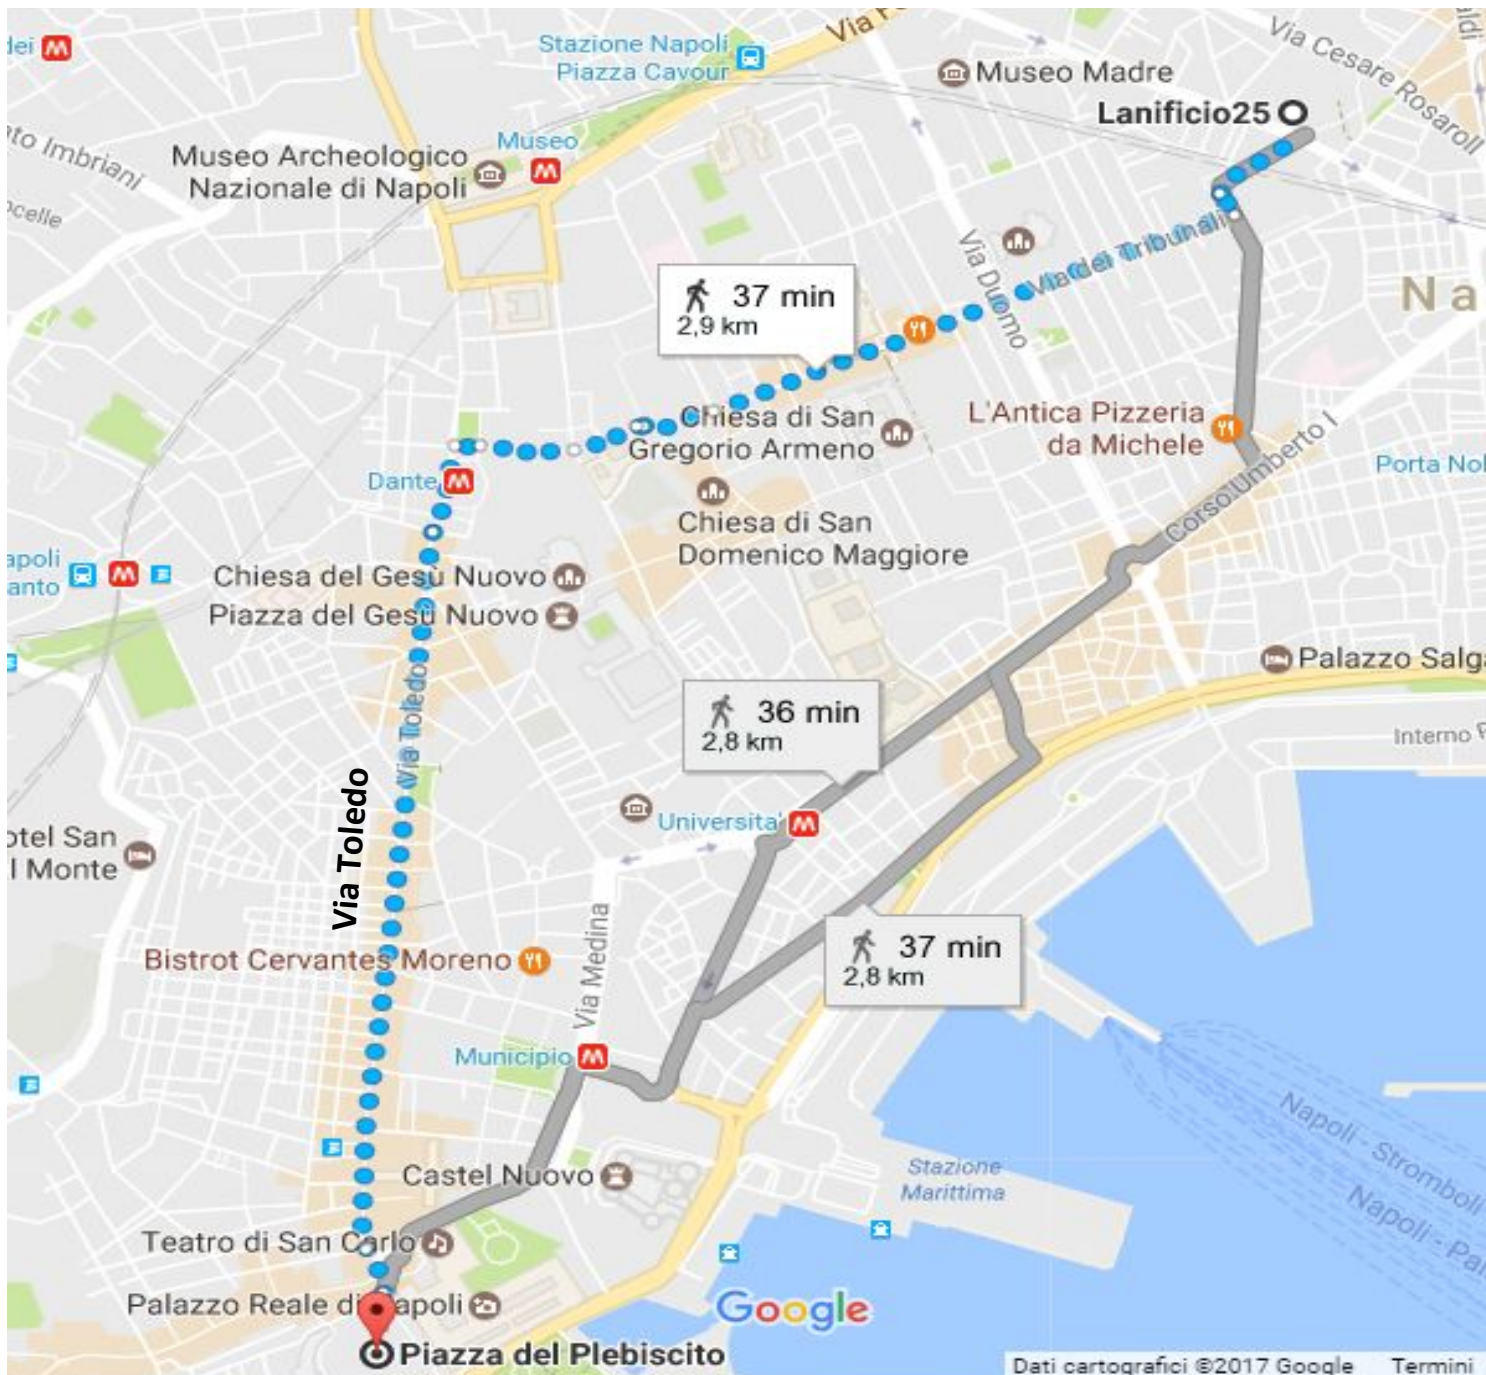 Via Cesare Rosaroll
Stazione Napoli
Piazza Cavour
Museo Madre
Lanificio25
Museo
Museo Archeologico
Nazionale di Napoli
Via dei Tribunali
Via Duomo
37 min
2,9 km
Chiesa di San
Gregorio Armeno
L'Antica Pizzeria
da Michele
Corso Umberto I
Dante
Chiesa di San
Domenico Maggiore
Chiesa del Gesù Nuovo
Piazza del Gesù Nuovo
Palazzo
Via Toledo
Via Toledo
36 min
2,8 km
Interno
Universita'
37 min
2,8 km
Via Medina
Bistrot Cervantes Moreno
Municipio
Castel Nuovo
Stazione
Marittima
Napoli - Stromboli
Napoli -
Teatro di San Carlo
Palazzo Reale di Napoli
Google
Piazza del Plebiscito
Dati cartografici ©2017 Google Termini